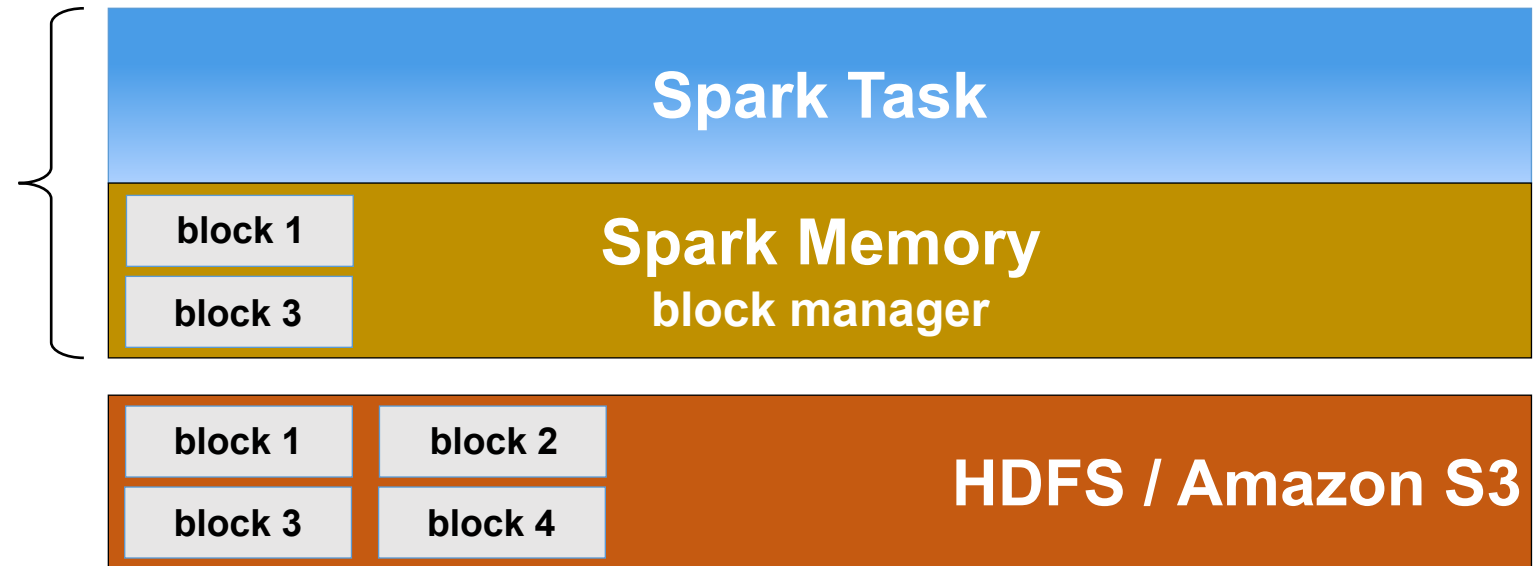 Spark Task
block 1
Spark Memory
block manager
block 3
block 1
block 2
HDFS / Amazon S3
block 3
block 4